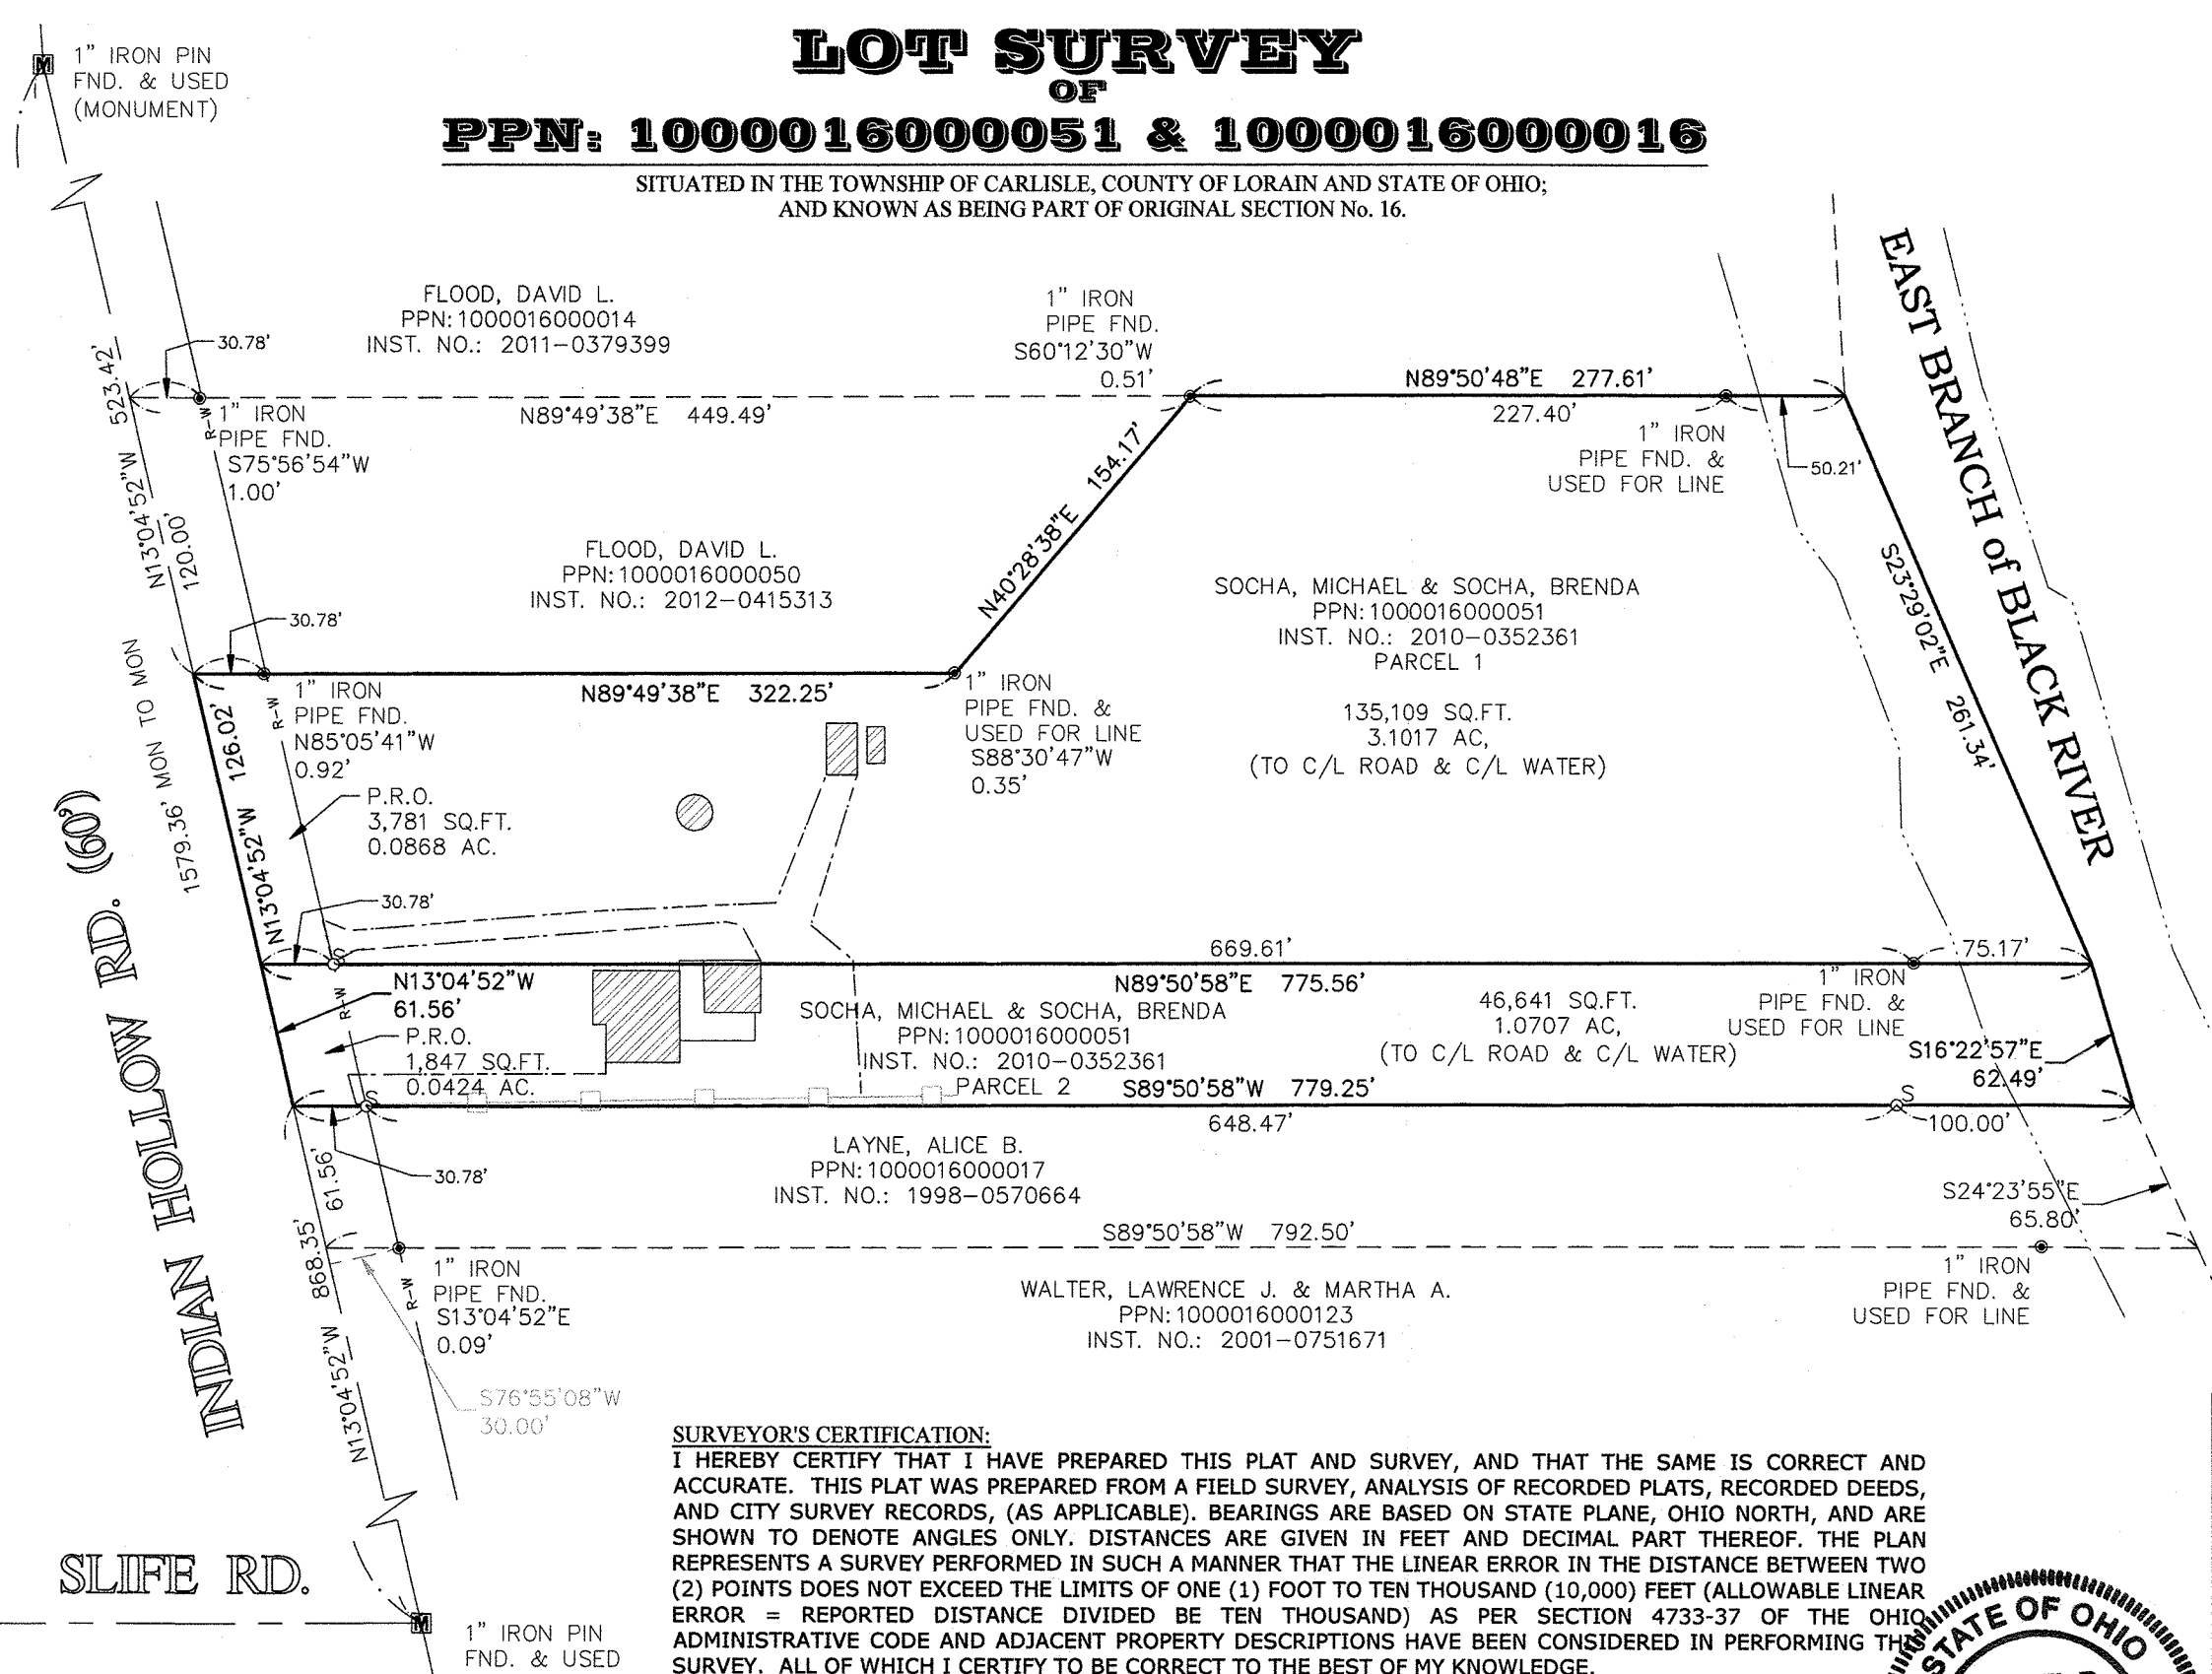 LOT SURVEY
OF
PPN: 1000016000051 & 1000016000016
SITUATED IN THE TOWNSHIP OF CARLISLE, COUNTY OF LORAIN AND STATE OF OHIO;
AND KNOWN AS BEING PART OF ORIGINAL SECTION No. 16.
1" IRON PIN
FND. & USED
(MONUMENT)
M
FLOOD, DAVID L.
PPN:1000016000014
INST. NO.: 2011-0379399
30.78'
1" IRON
PIPE FND.
S60°12'30"W
0.51'
N89°50'48"E 277.61'
227.40'
1" IRON
PIPE FND. &
USED FOR LINE
50.21'
EAST BRANCH of BLACK RIVER
523.42'
N13°04'52"W
120.00'
R-W
1" IRON
PIPE FND.
S75°56'54"W
1.00'
N89°49'38"E 449.49'
N40°28'38"E 154.17'
FLOOD, DAVID L.
PPN:1000016000050
INST. NO.: 2012-0415313
SOCHA, MICHAEL & SOCHA, BRENDA
PPN:1000016000051
INST. NO.: 2010-0352361
PARCEL 1
135,109 SQ.FT.
3.1017 AC,
(TO C/L ROAD & C/L WATER)
S23°29'02"E 261.34'
30.78'
1579.36' MON TO MON
N89°49'38"E 322.25'
R-W
1" IRON
PIPE FND.
N85°05'41"W
0.92'
1" IRON
PIPE FND. &
USED FOR LINE
S88°30'47"W
0.35'
N13°04'52"W 126.02'
P.R.O.
3,781 SQ.FT.
0.0868 AC.
INDIAN HOLLOW RD. (60')
30.78'
S
669.61'
75.17'
N89°50'58"E 775.56'
1" IRON
PIPE FND. &
USED FOR LINE
N13°04'52"W
61.56'
R-W
P.R.O.
1,847 SQ.FT.
0.0424 AC.
SOCHA, MICHAEL & SOCHA, BRENDA
PPN:1000016000051
INST. NO.: 2010-0352361
PARCEL 2
46,641 SQ.FT.
1.0707 AC,
(TO C/L ROAD & C/L WATER)
S16°22'57"E
62.49'
S89°50'58"W 779.25'
S
S
648.47'
100.00'
30.78'
61.56'
LAYNE, ALICE B.
PPN:1000016000017
INST. NO.: 1998-0570664
S24°23'55"E
65.80'
S89°50'58"W 792.50'
868.35'
N13°04'52"W
R-W
1" IRON
PIPE FND.
S13°04'52"E
0.09'
WALTER, LAWRENCE J. & MARTHA A.
PPN:1000016000123
INST. NO.: 2001-0751671
1" IRON
PIPE FND. &
USED FOR LINE
S76°55'08"W
30.00'
SURVEYOR'S CERTIFICATION:
I HEREBY CERTIFY THAT I HAVE PREPARED THIS PLAT AND SURVEY, AND THAT THE SAME IS CORRECT AND
ACCURATE. THIS PLAT WAS PREPARED FROM A FIELD SURVEY, ANALYSIS OF RECORDED PLATS, RECORDED DEEDS,
AND CITY SURVEY RECORDS, (AS APPLICABLE). BEARINGS ARE BASED ON STATE PLANE, OHIO NORTH, AND ARE
SHOWN TO DENOTE ANGLES ONLY. DISTANCES ARE GIVEN IN FEET AND DECIMAL PART THEREOF. THE PLAN
REPRESENTS A SURVEY PERFORMED IN SUCH A MANNER THAT THE LINEAR ERROR IN THE DISTANCE BETWEEN TWO
(2) POINTS DOES NOT EXCEED THE LIMITS OF ONE (1) FOOT TO TEN THOUSAND (10,000) FEET (ALLOWABLE LINEAR
ERROR = REPORTED DISTANCE DIVIDED BE TEN THOUSAND) AS PER SECTION 4733-37 OF THE OHIO
ADMINISTRATIVE CODE AND ADJACENT PROPERTY DESCRIPTIONS HAVE BEEN CONSIDERED IN PERFORMING THIS
SURVEY. ALL OF WHICH I CERTIFY TO BE CORRECT TO THE BEST OF MY KNOWLEDGE.
SLIFE RD.
M
1" IRON PIN
FND. & USED
STATE OF OHIO